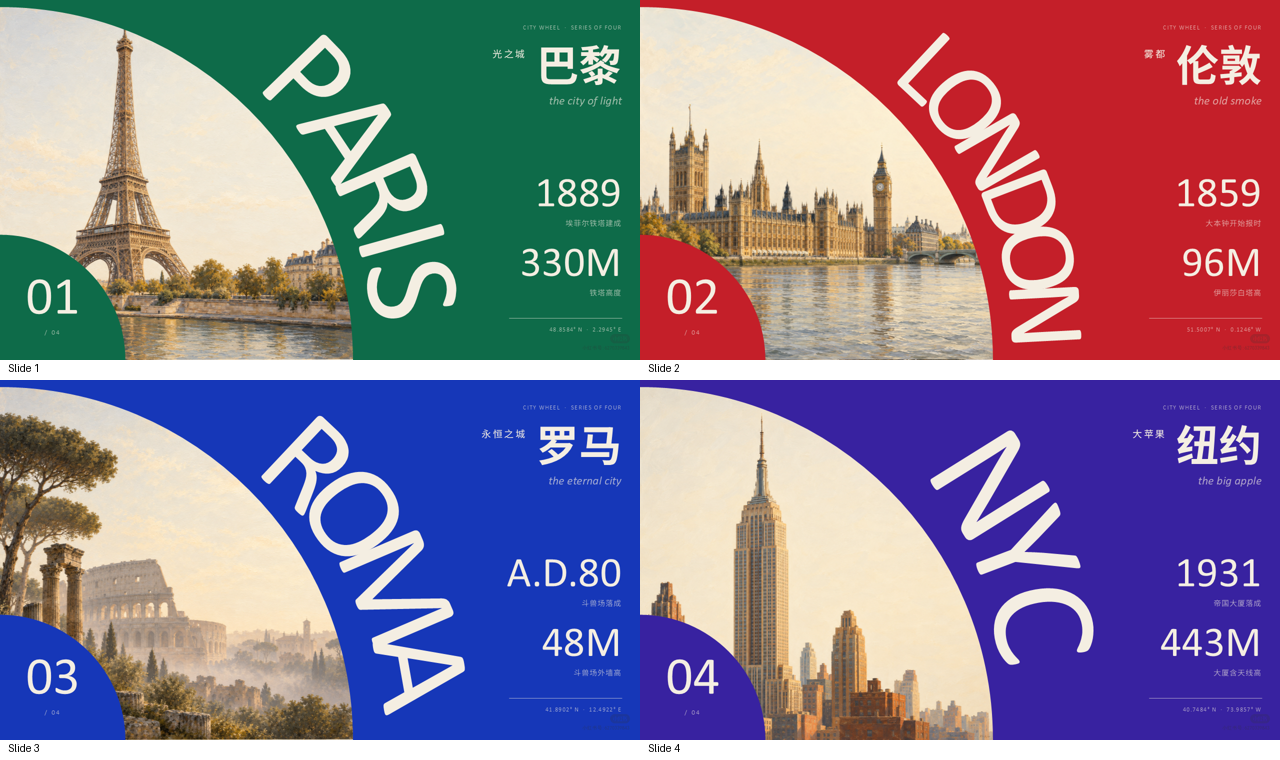 CITY WHEEL · SERIES OF FOUR
光之城 巴黎
the city of light
PARIS
1889
埃菲尔铁塔建成
330M
铁塔高度
01
/ 04
48.8584° N · 2.2945° E
Slide 1
CITY WHEEL · SERIES OF FOUR
雾都 伦敦
the old smoke
LONDON
1859
大本钟开始报时
96M
伊丽莎白塔高
02
/ 04
51.5007° N · 0.1246° W
Slide 2
CITY WHEEL · SERIES OF FOUR
永恒之城 罗马
the eternal city
ROMA
A.D.80
斗兽场落成
48M
斗兽场外墙高
03
/ 04
41.8902° N · 12.4922° E
Slide 3
CITY WHEEL · SERIES OF FOUR
大苹果 纽约
the big apple
NYC
1931
帝国大厦落成
443M
大厦含天线高
04
/ 04
40.7484° N · 73.9857° W
Slide 4